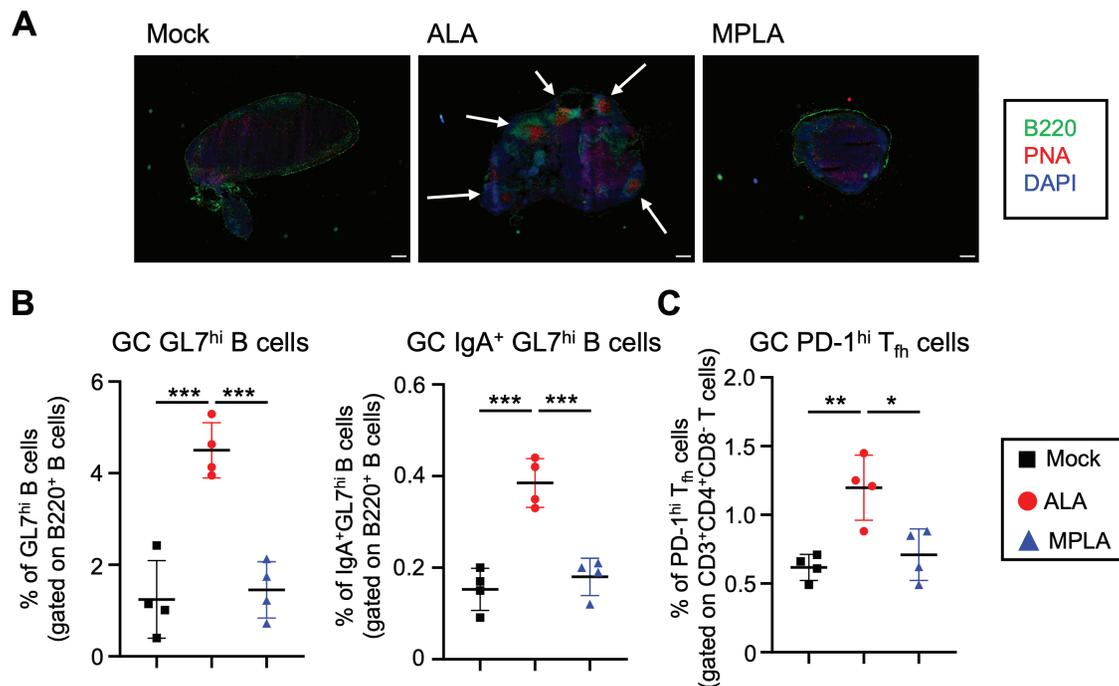 A
Mock
ALA
MPLA
B220
PNA
DAPI
B
GC GL7hi B cells
% of GL7hi B cells
(gated on B220+ B cells)
6
4
2
0
*** ***
GC IgA+ GL7hi B cells
% of IgA+GL7hi B cells
(gated on B220+ B cells)
0.6
0.4
0.2
0
*** ***
C
GC PD-1hi Tfh cells
% of PD-1hi Tfh cells
(gated on CD3+CD4+CD8- T cells)
2.0
1.5
1.0
0.5
0
** *
Mock
ALA
MPLA